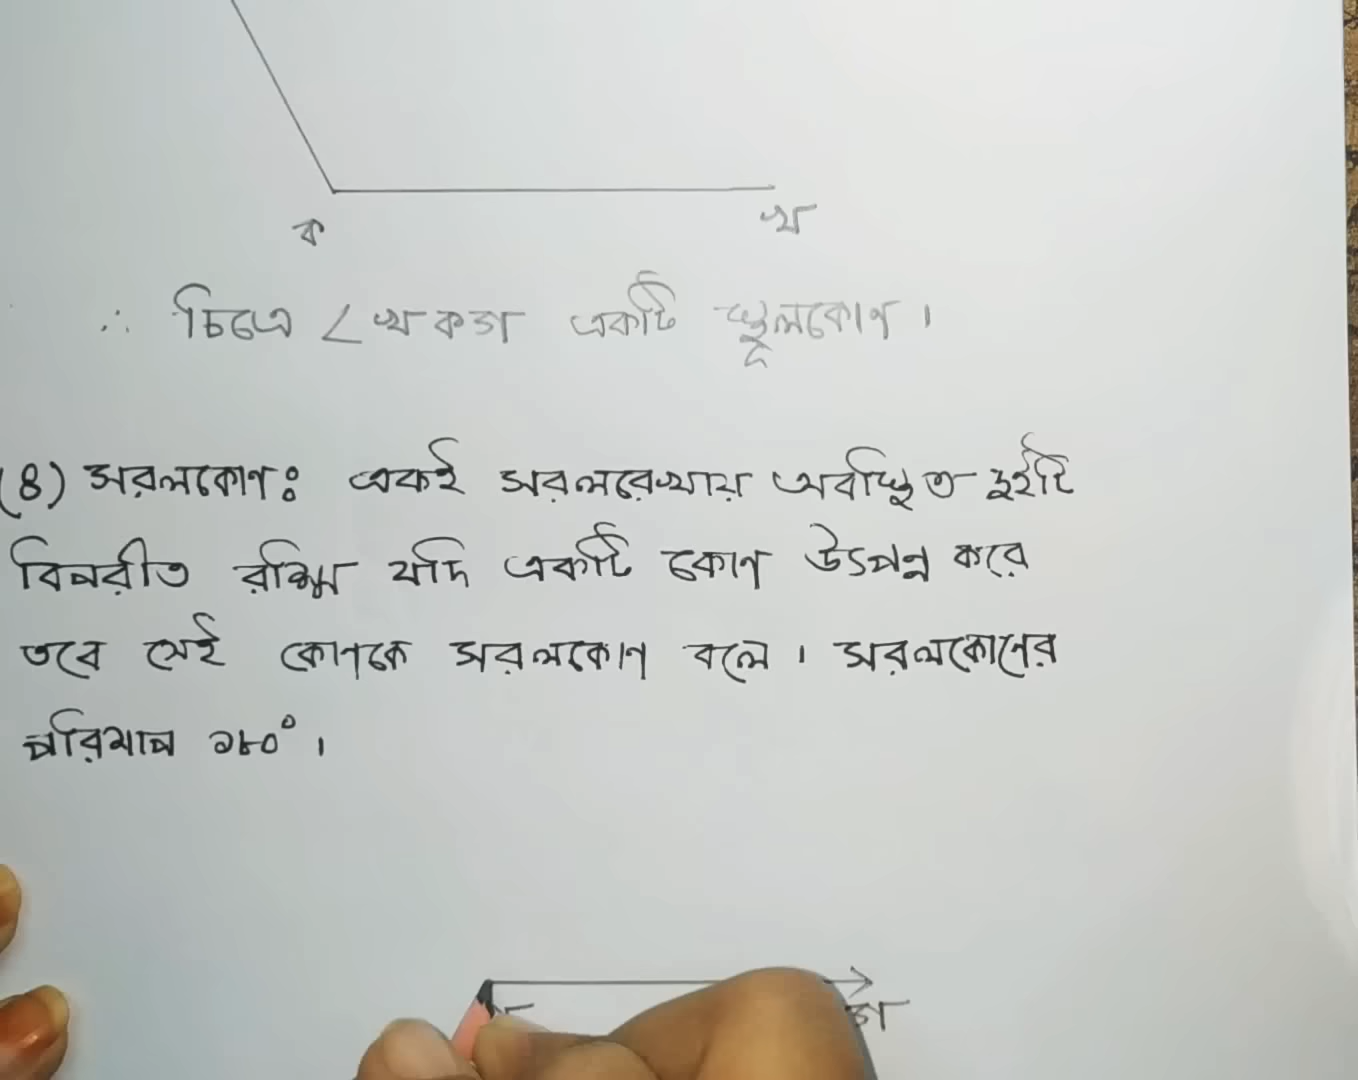 ক খ
∴ চিত্রে ∠খকগ একটি স্থূলকোণ।
(৪) সরলকোণঃ একই সরলরেখায় অবস্থিত দুইটি
বিপরীত রশ্মি যদি একটি কোণ উৎপন্ন করে
তবে সেই কোণকে সরলকোণ বলে। সরলকোনের
পরিমাপ ১৮০°।
গ